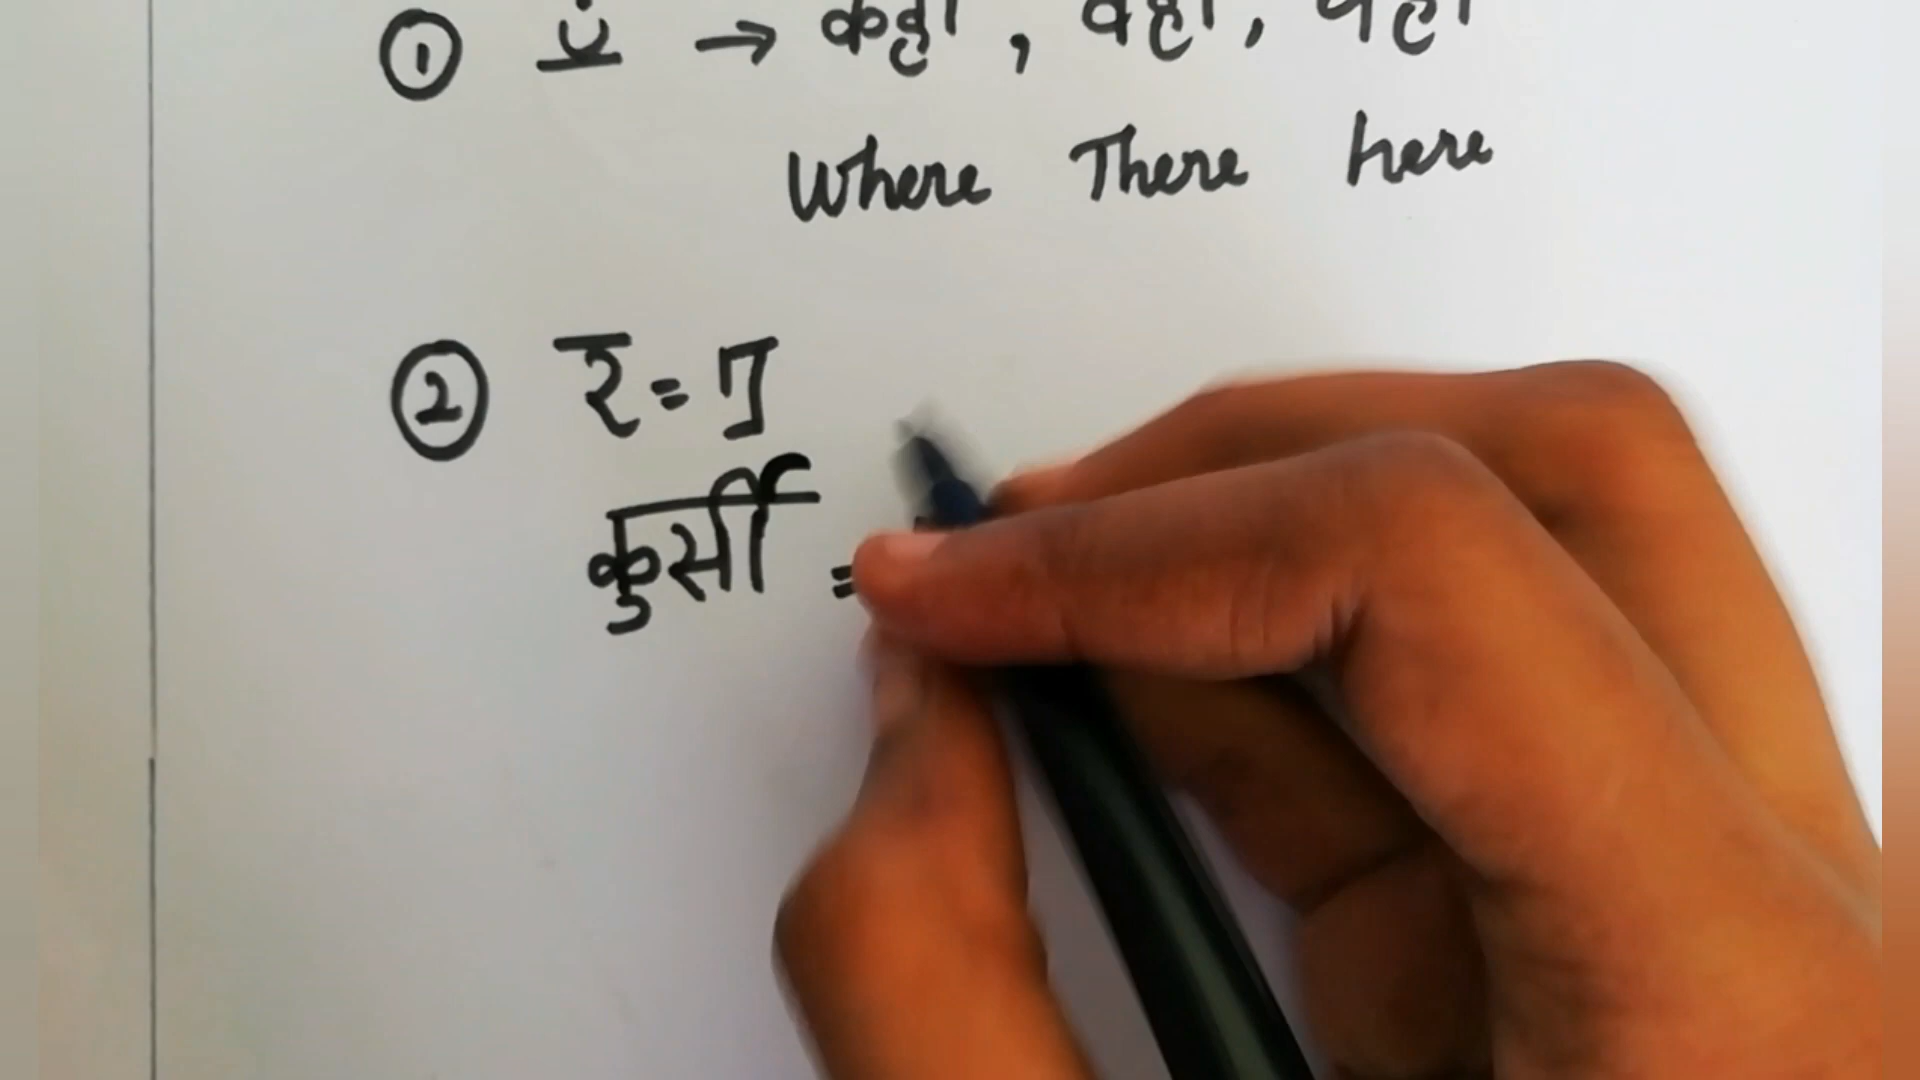 ① ँ → कहाँ, वहाँ, यहाँ
Where There here
② र =
कुर्सी =